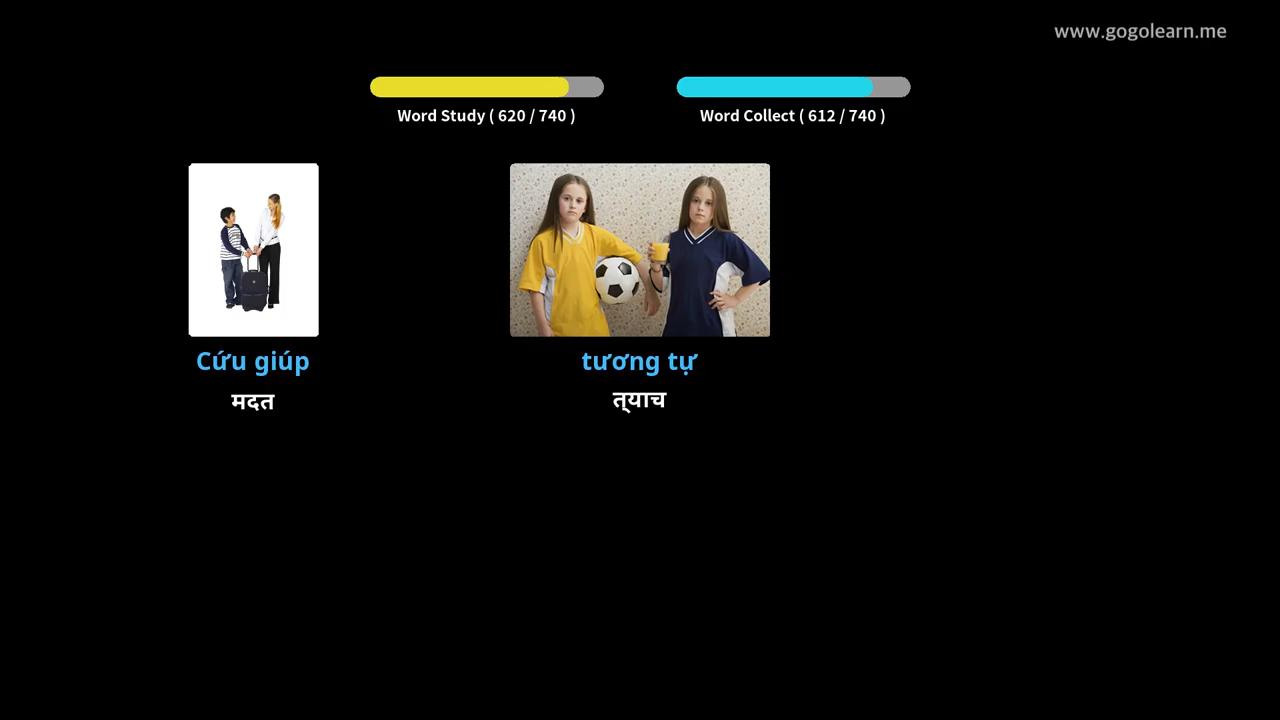 www.gogolearn.me
Word Study ( 620 / 740 )
Word Collect ( 612 / 740 )
Cứu giúp
tương tự
मदत
त्याच